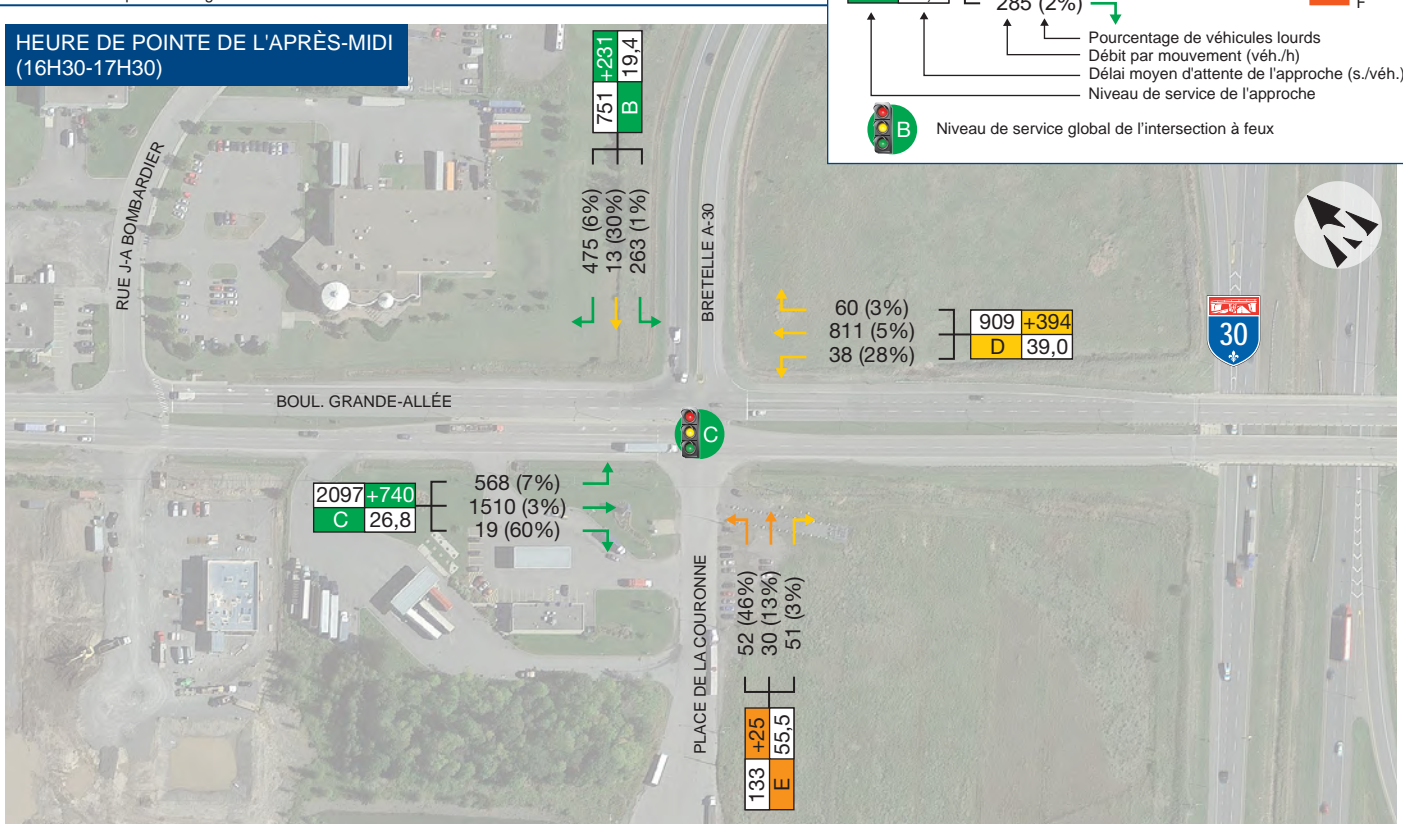 285 (2%)
F
Pourcentage de véhicules lourds
Débit par mouvement (véh./h)
Délai moyen d'attente de l'approche (s./véh.)
Niveau de service de l'approche
B
Niveau de service global de l'intersection à feux
HEURE DE POINTE DE L'APRÈS-MIDI
(16H30-17H30)
751 +231
B 19,4
475 (6%)
13 (30%)
263 (1%)
RUE J-A BOMBARDIER
BRETELLE A-30
60 (3%)
811 (5%)
38 (28%)
909 +394
D 39,0
30
BOUL. GRANDE-ALLÉE
C
2097 +740
C 26,8
568 (7%)
1510 (3%)
19 (60%)
PLACE DE LA COURONNE
52 (46%)
30 (13%)
51 (3%)
133 +25
E 55,5